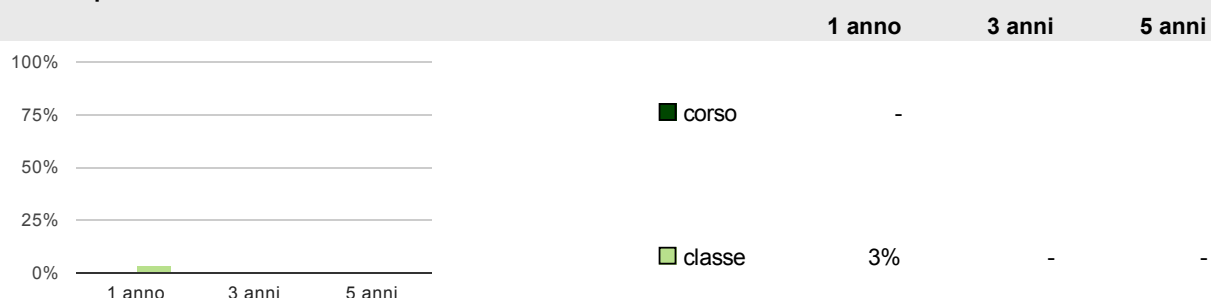 1 anno 3 anni 5 anni
100%
75%
50%
25%
0%
1 anno 3 anni 5 anni
corso -
classe 3% - -